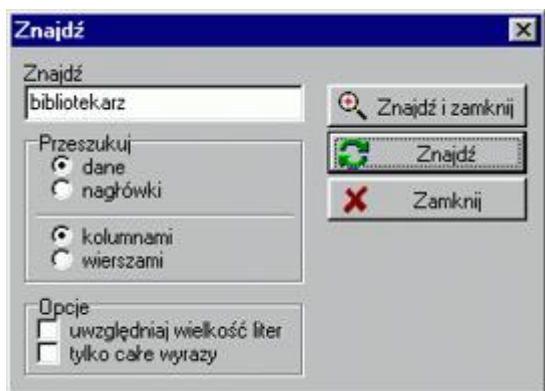 Znajdź
Znajdź
bibliotekarz
Przeszukuj
dane
nagłówki
kolumnami
wierszami
Opcje
uwzględniaj wielkość liter
tylko całe wyrazy
Znajdź i zamknij
Znajdź
Zamknij